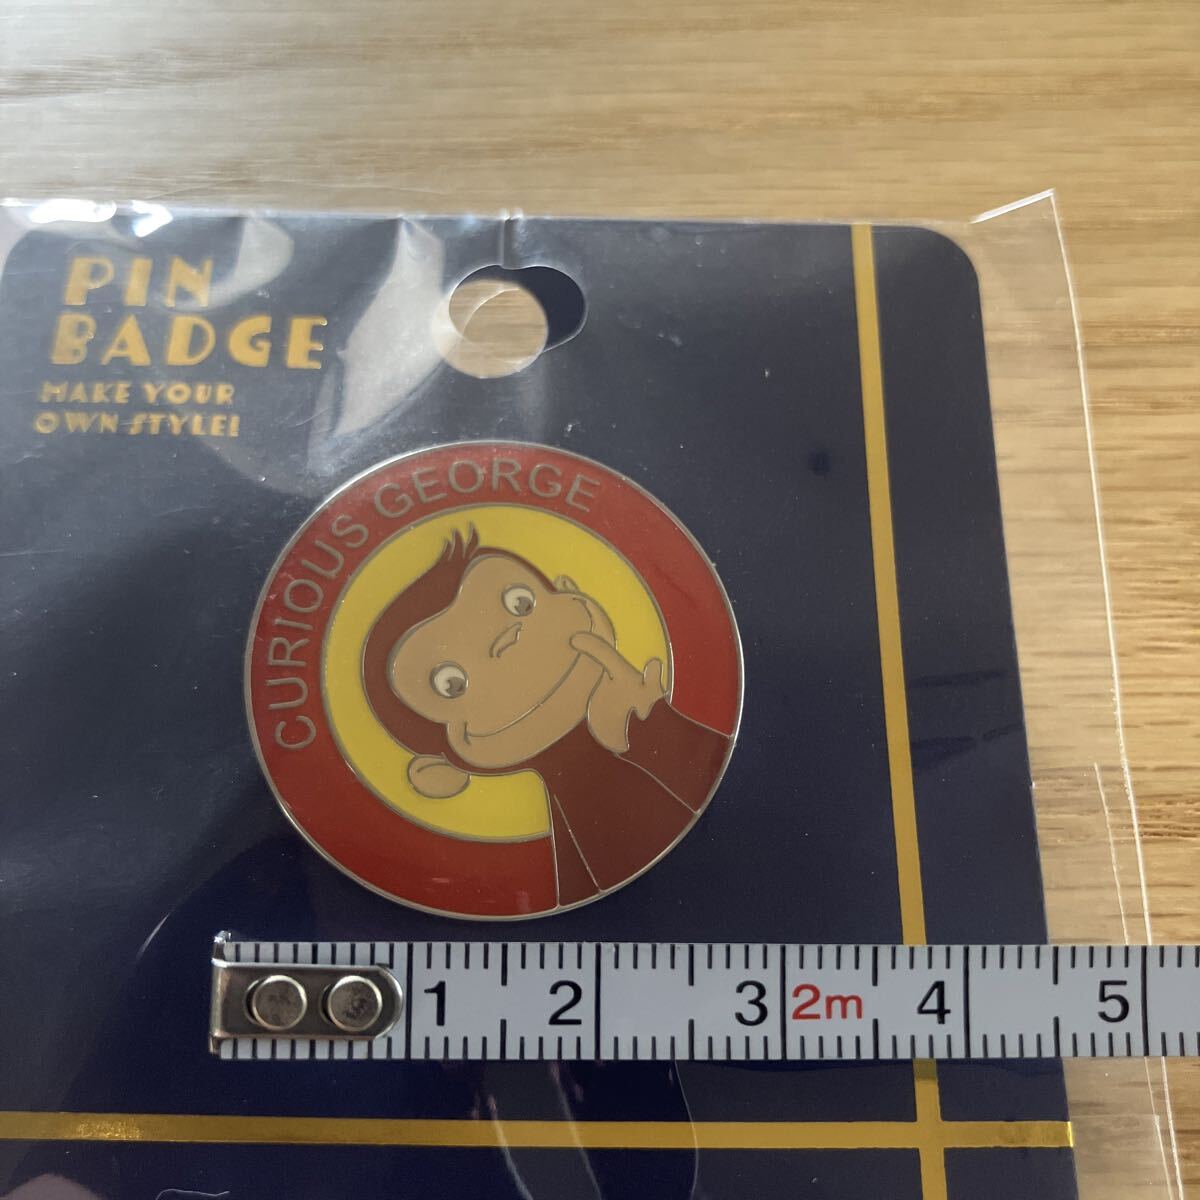 PIN
BADGE
MAKE YOUR
OWN STYLE!
CURIOUS GEORGE
1 2 3 2m 4 5